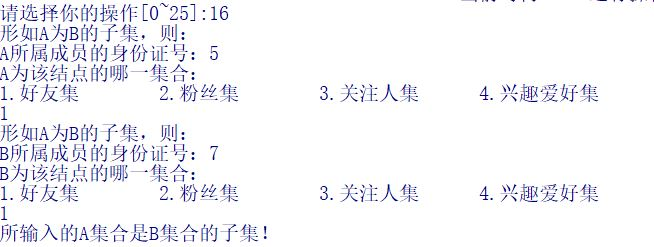 请选择你的操作[0~25]:16
形如A为B的子集，则：
A所属成员的身份证号：5
A为该结点的哪一集合：
1.好友集 2.粉丝集 3.关注人集 4.兴趣爱好集
1
形如A为B的子集，则：
B所属成员的身份证号：7
B为该结点的哪一集合：
1.好友集 2.粉丝集 3.关注人集 4.兴趣爱好集
1
所输入的A集合是B集合的子集！